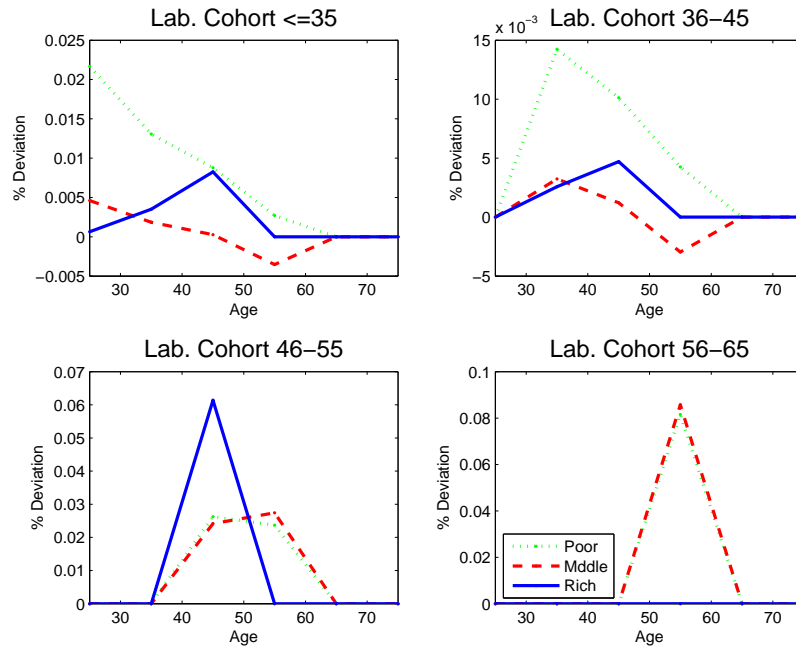 Lab. Cohort <=35
0.025
0.02
0.015
0.01
0.005
0
−0.005
% Deviation
30 40 50 60 70
Age
Lab. Cohort 36−45
x 10−3
15
10
5
0
−5
% Deviation
30 40 50 60 70
Age
Lab. Cohort 46−55
0.07
0.06
0.05
0.04
0.03
0.02
0.01
0
% Deviation
30 40 50 60 70
Age
Lab. Cohort 56−65
0.1
0.08
0.06
0.04
0.02
0
% Deviation
30 40 50 60 70
Age
Poor
Mddle
Rich